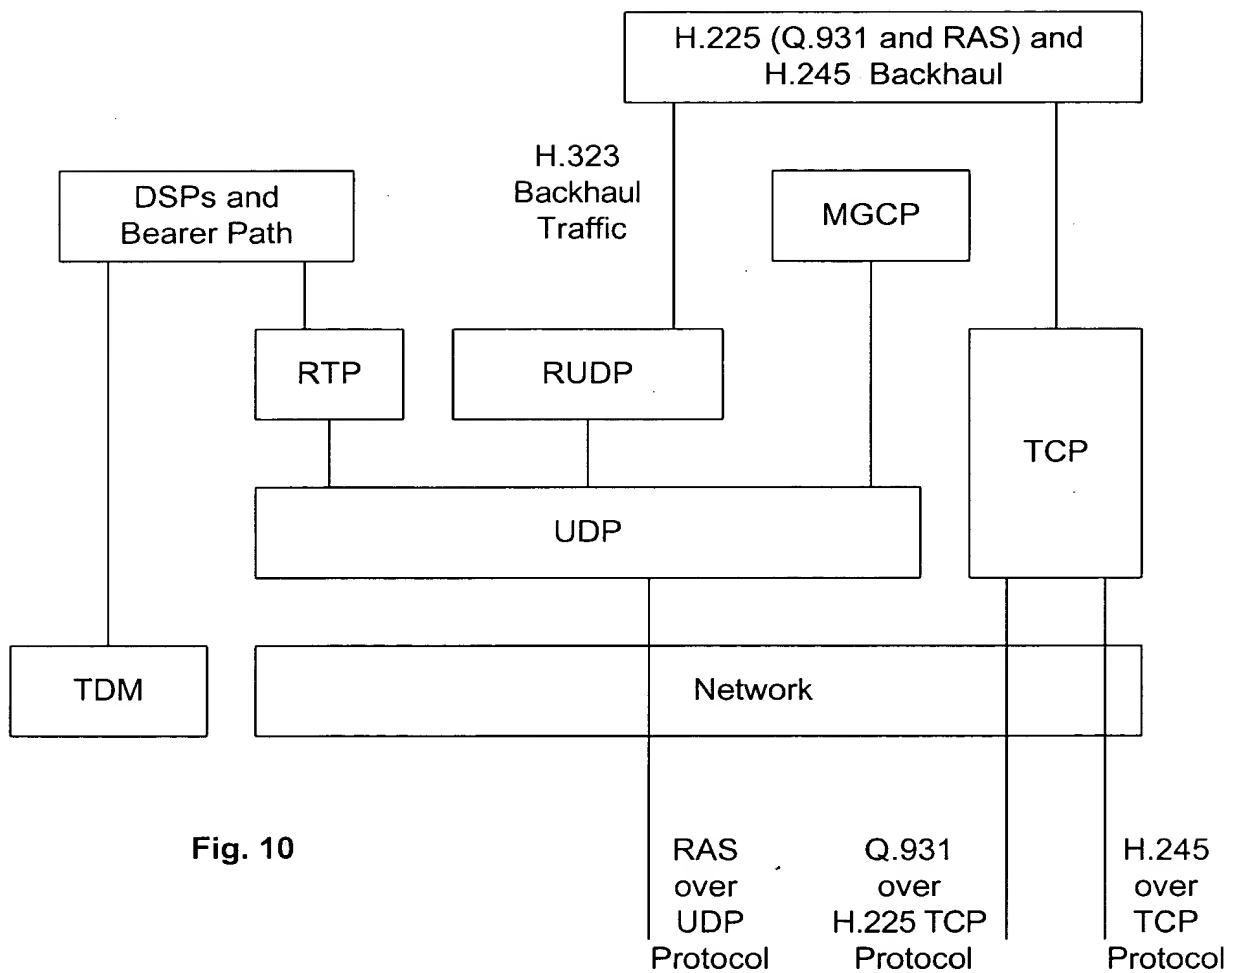 H.225 (Q.931 and RAS) and
H.245 Backhaul
H.323
Backhaul
Traffic
DSPs and
Bearer Path
MGCP
RTP
RUDP
TCP
UDP
TDM
Network
Fig. 10
RAS
over
UDP
Protocol
Q.931
over
H.225 TCP
Protocol
H.245
over
TCP
Protocol